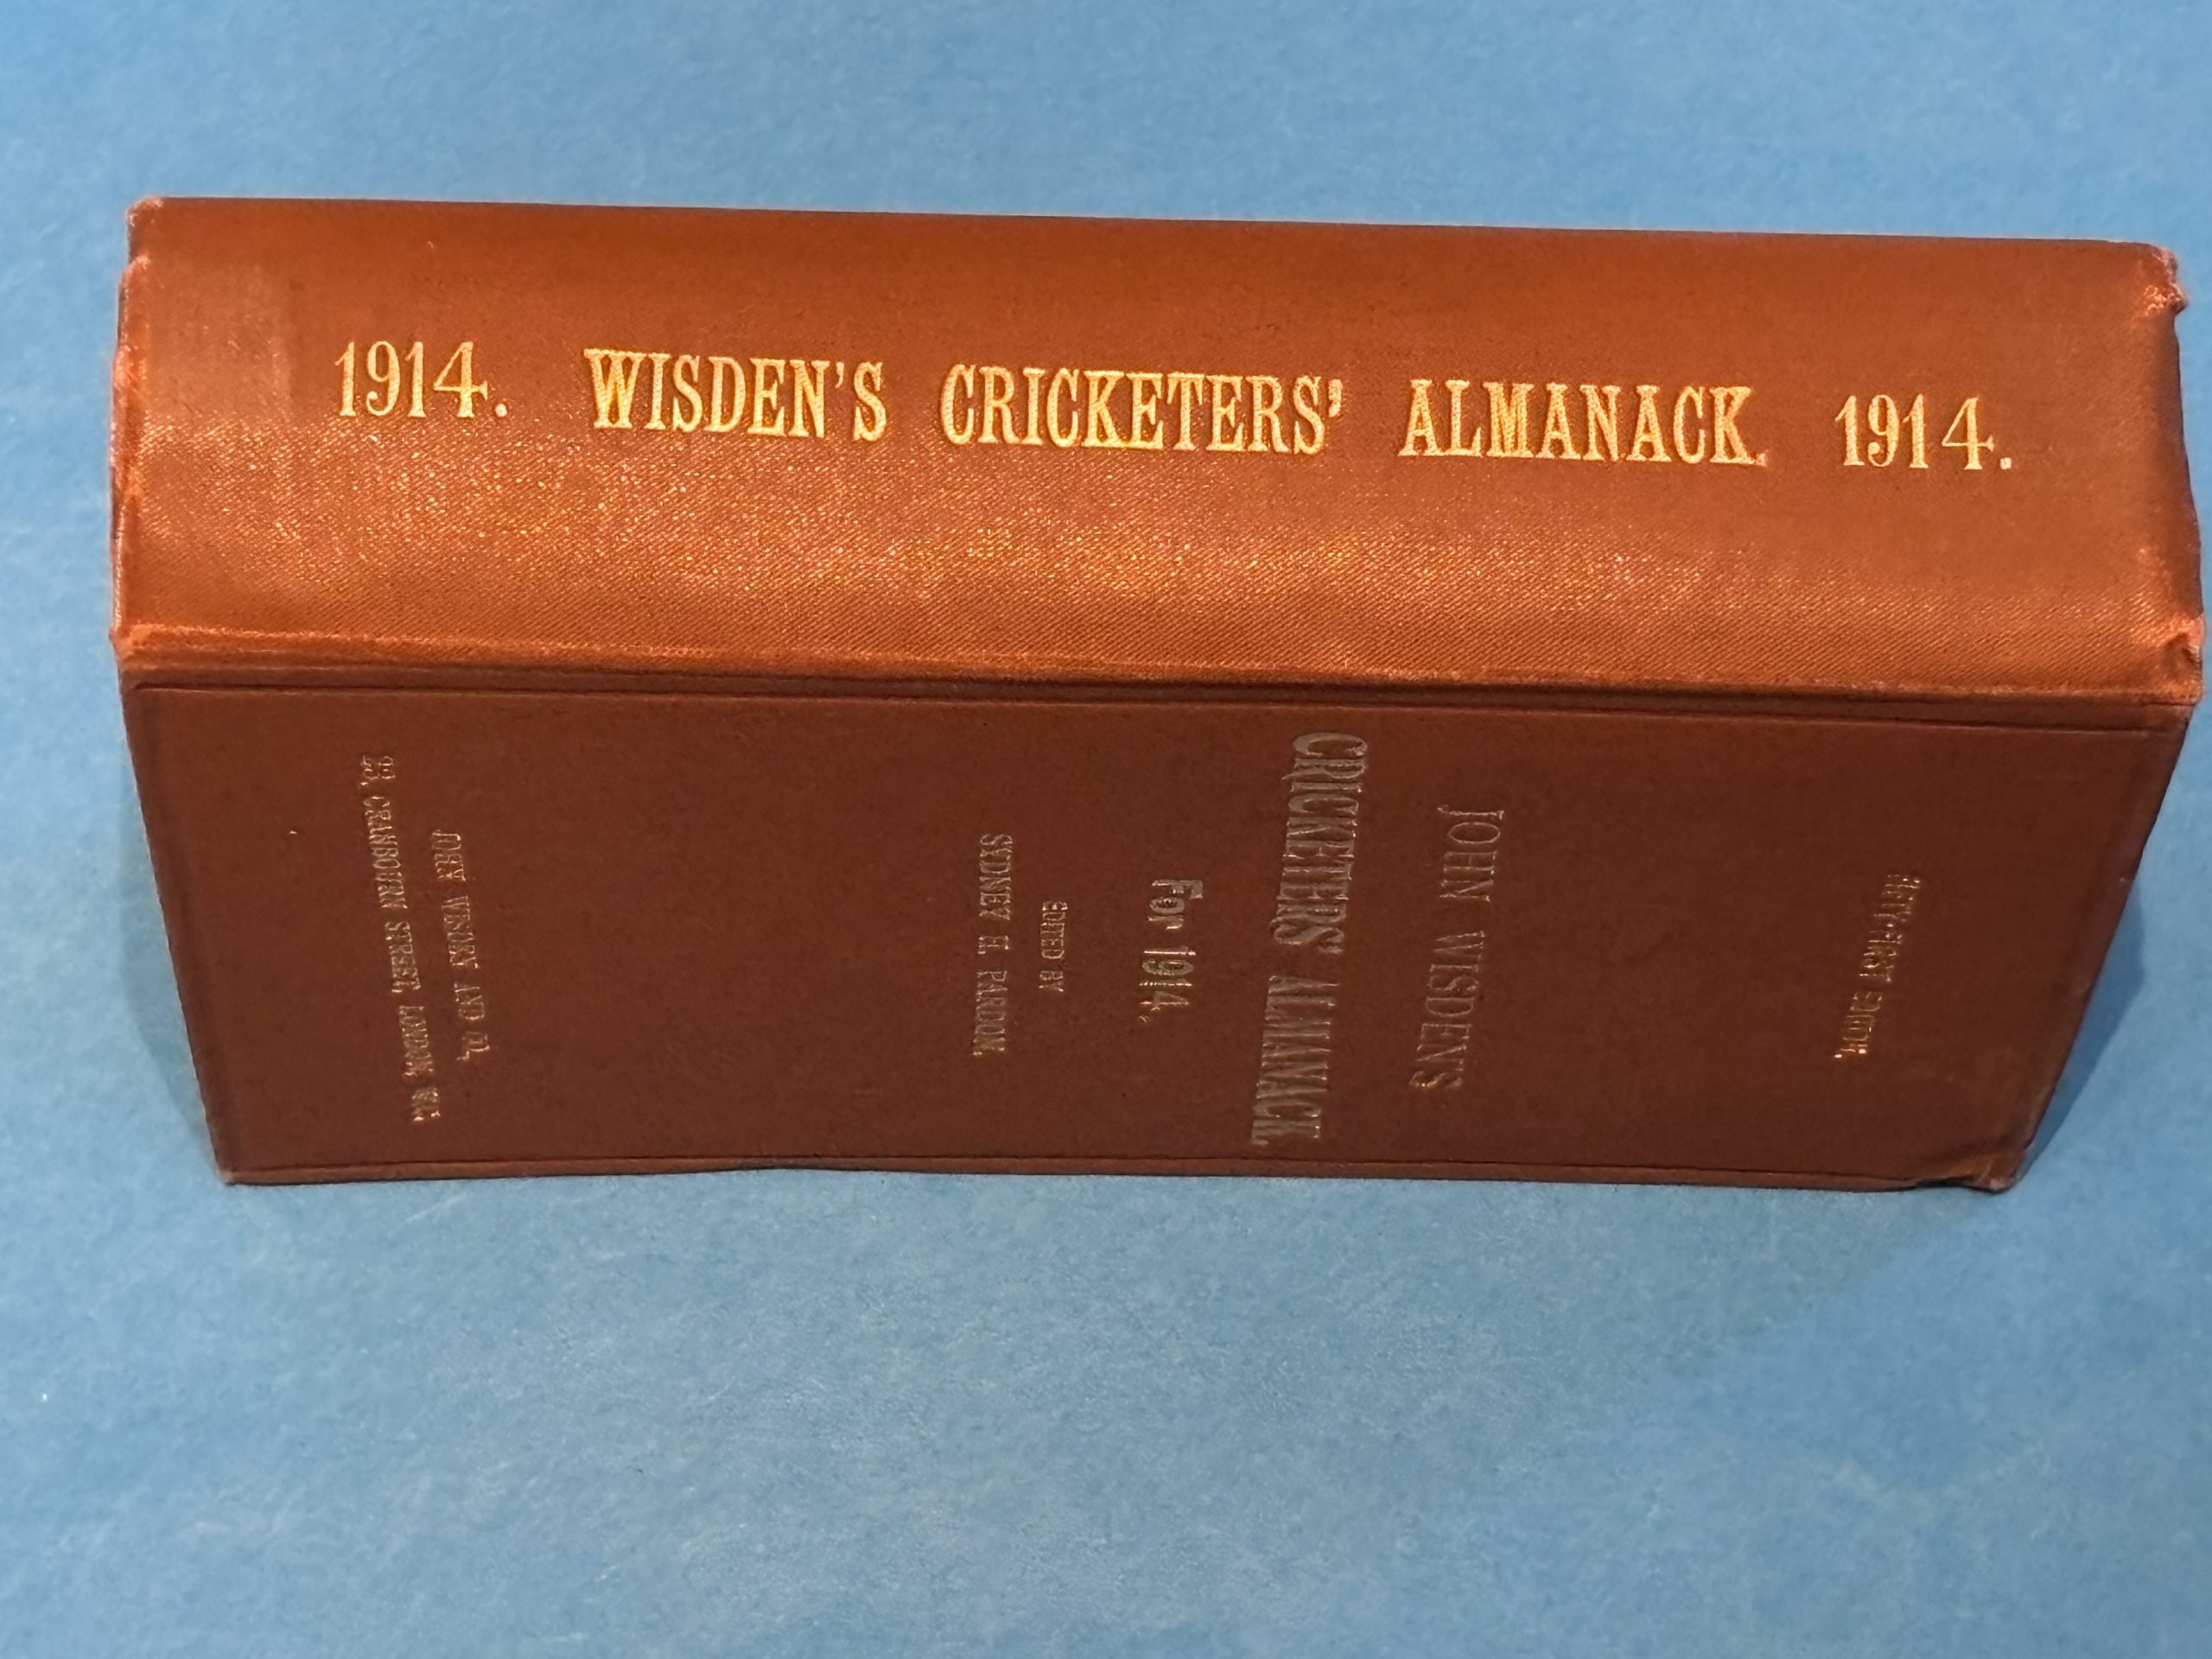 1914. WISDEN'S CRICKETERS' ALMANACK. 1914.
FIFTY-FIRST EDITION.
JOHN WISDEN'S
CRICKETERS' ALMANACK
For 1914.
EDITED BY
SYDNEY H. PARDON.
JOHN WISDEN AND CO.,
CRANBOURN STREET, LONDON,